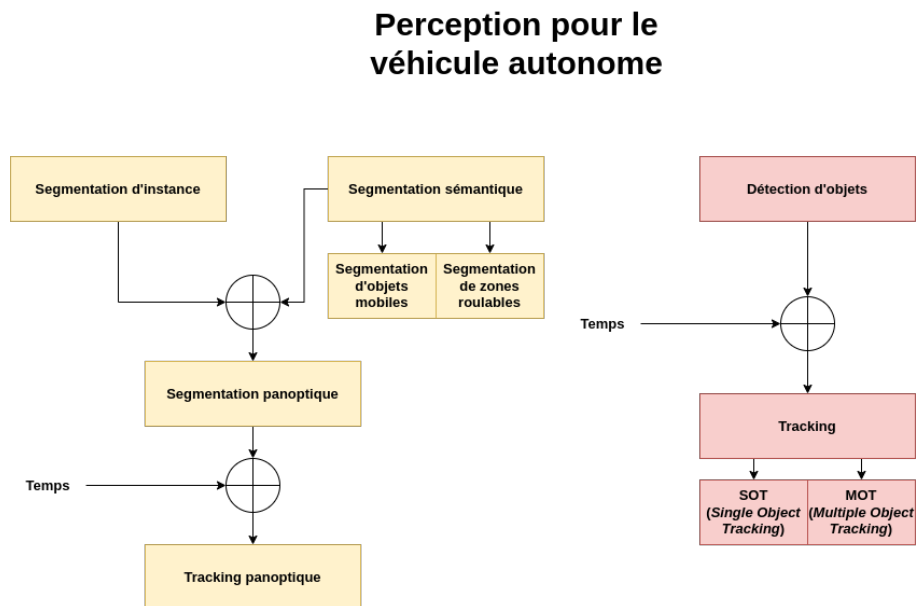 Perception pour le
véhicule autonome
Segmentation d'instance
Segmentation sémantique
Détection d'objets
Segmentation
d'objets
mobiles
Segmentation
de zones
roulables
Temps
Segmentation panoptique
Tracking
Temps
SOT
(Single Object
Tracking)
MOT
(Multiple Object
Tracking)
Tracking panoptique